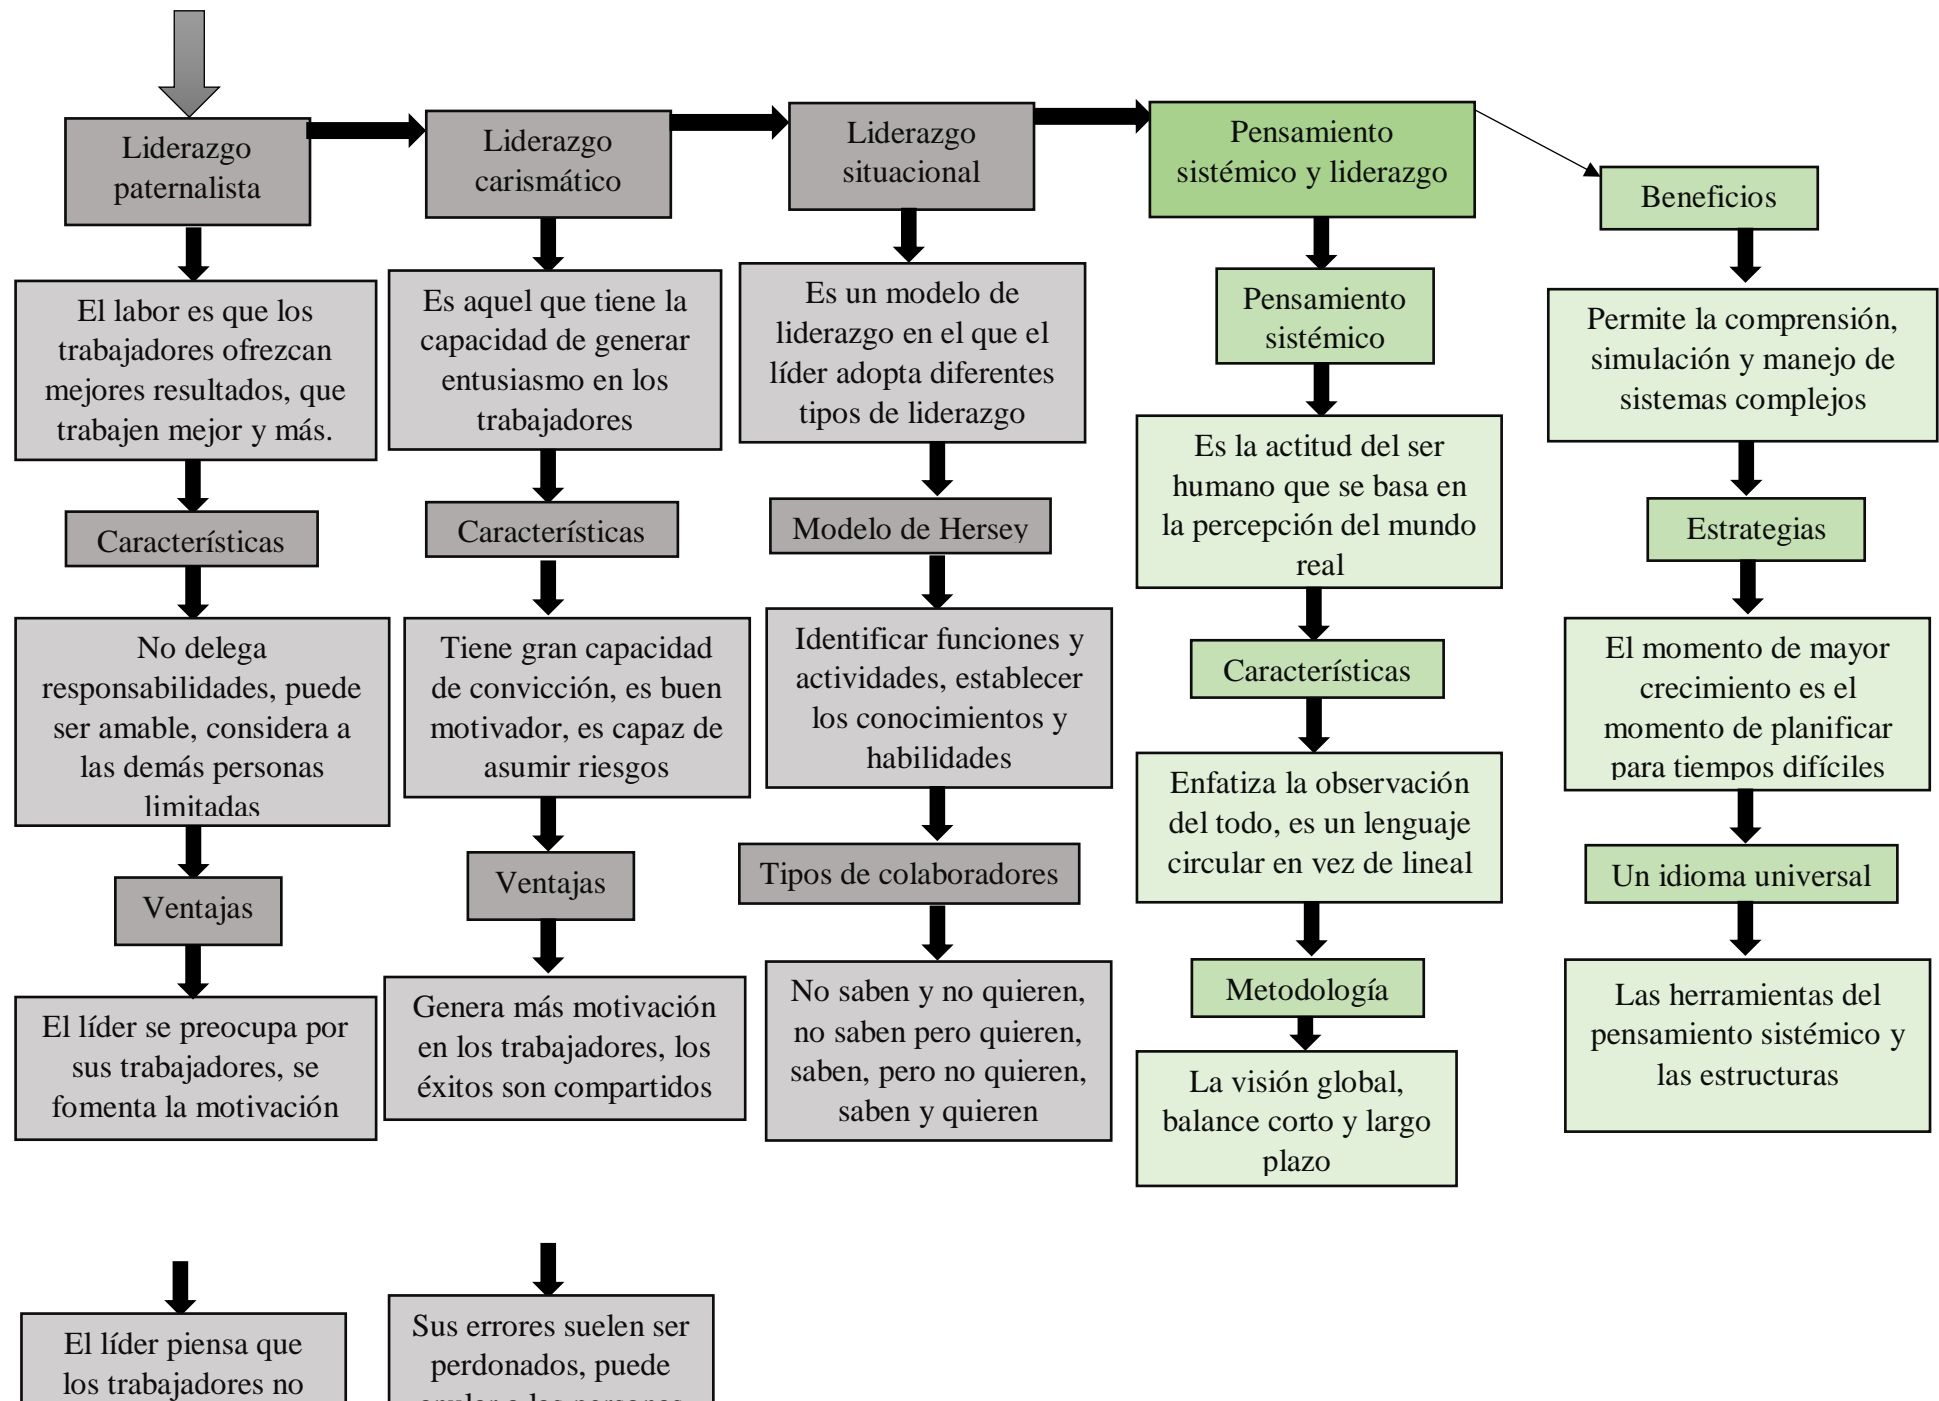 Liderazgo
paternalista
El labor es que los
trabajadores ofrezcan
mejores resultados, que
trabajen mejor y más.
Características
No delega
responsabilidades, puede
ser amable, considera a
las demás personas
limitadas
Ventajas
El líder se preocupa por
sus trabajadores, se
fomenta la motivación
El líder piensa que
los trabajadores no
Liderazgo
carismático
Es aquel que tiene la
capacidad de generar
entusiasmo en los
trabajadores
Características
Tiene gran capacidad
de convicción, es buen
motivador, es capaz de
asumir riesgos
Ventajas
Genera más motivación
en los trabajadores, los
éxitos son compartidos
Sus errores suelen ser
perdonados, puede
Liderazgo
situacional
Es un modelo de
liderazgo en el que el
líder adopta diferentes
tipos de liderazgo
Modelo de Hersey
Identificar funciones y
actividades, establecer
los conocimientos y
habilidades
Tipos de colaboradores
No saben y no quieren,
no saben pero quieren,
saben, pero no quieren,
saben y quieren
Pensamiento
sistémico y liderazgo
Pensamiento
sistémico
Es la actitud del ser
humano que se basa en
la percepción del mundo
real
Características
Enfatiza la observación
del todo, es un lenguaje
circular en vez de lineal
Metodología
La visión global,
balance corto y largo
plazo
Beneficios
Permite la comprensión,
simulación y manejo de
sistemas complejos
Estrategias
El momento de mayor
crecimiento es el
momento de planificar
para tiempos difíciles
Un idioma universal
Las herramientas del
pensamiento sistémico y
las estructuras